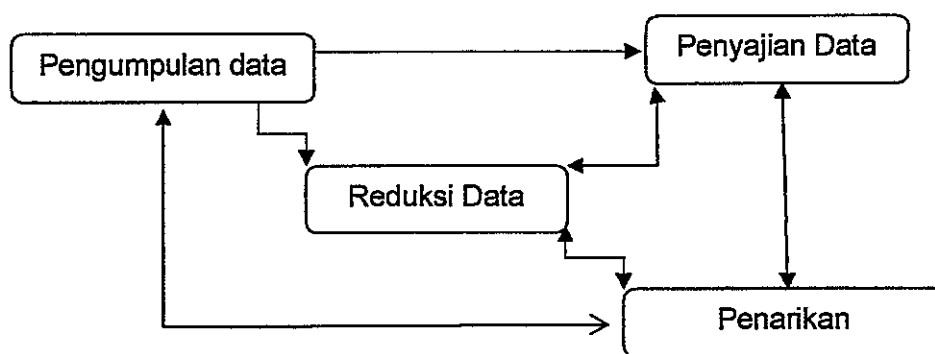 Pengumpulan data
Penyajian Data
Reduksi Data
Penarikan